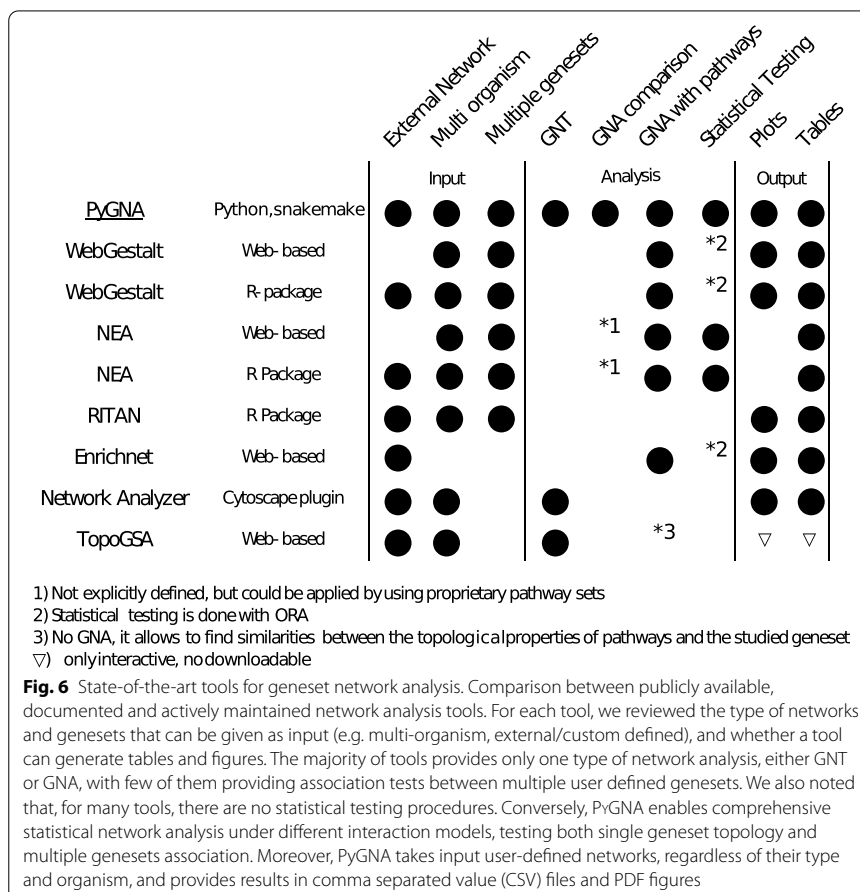 External Network
Multi organism
Multiple genesets
GNT
GNA comparison
GNA with pathways
Statistical Testing
Plots
Tables
Input Analysis Output
PyGNA Python, snakemake
WebGestalt Web- based *2
WebGestalt R- package *2
NEA Web- based *1
NEA R Package *1
RITAN R Package
Enrichnet Web- based *2
Network Analyzer Cytoscape plugin
TopoGSA Web- based *3 ▽ ▽
1) Not explicitly defined, but could be applied by using proprietary pathway sets
2) Statistical testing is done with ORA
3) No GNA, it allows to find similarities between the topological properties of pathways and the studied geneset
▽) only interactive, no downloadable
Fig. 6 State-of-the-art tools for geneset network analysis. Comparison between publicly available,
documented and actively maintained network analysis tools. For each tool, we reviewed the type of networks
and genesets that can be given as input (e.g. multi-organism, external/custom defined), and whether a tool
can generate tables and figures. The majority of tools provides only one type of network analysis, either GNT
or GNA, with few of them providing association tests between multiple user defined genesets. We also noted
that, for many tools, there are no statistical testing procedures. Conversely, PYGNA enables comprehensive
statistical network analysis under different interaction models, testing both single geneset topology and
multiple genesets association. Moreover, PyGNA takes input user-defined networks, regardless of their type
and organism, and provides results in comma separated value (CSV) files and PDF figures